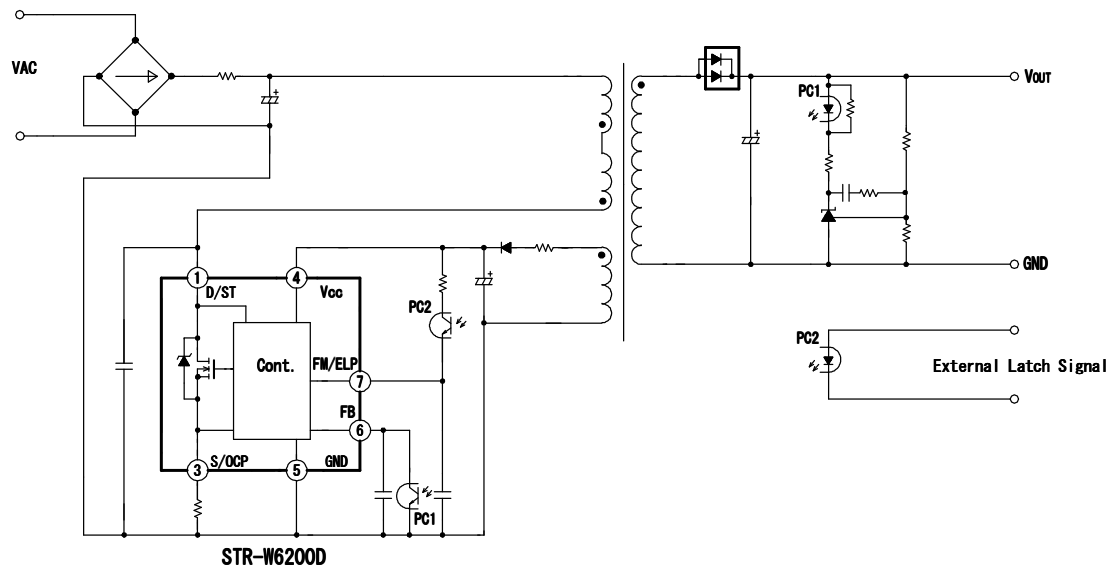 VAC
PC1
VOUT
GND
1
4
D/ST
VCC
PC2
Cont.
FM/ELP
7
FB
6
S/OCP
GND
3
5
PC1
STR-W6200D
PC2
External Latch Signal